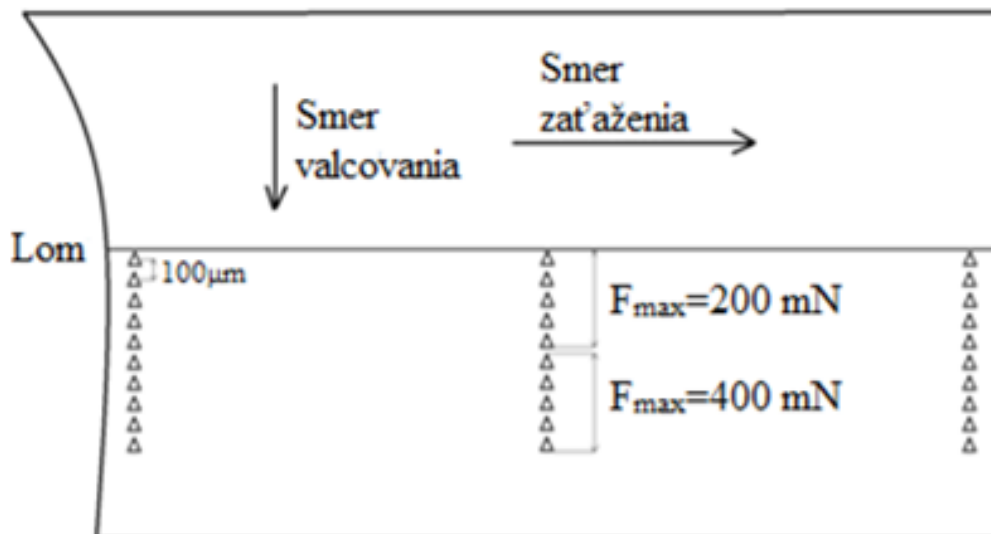 Smer
valcovania
Smer
zaťaženia
Lom
100μm
Fmax=200 mN
Fmax=400 mN